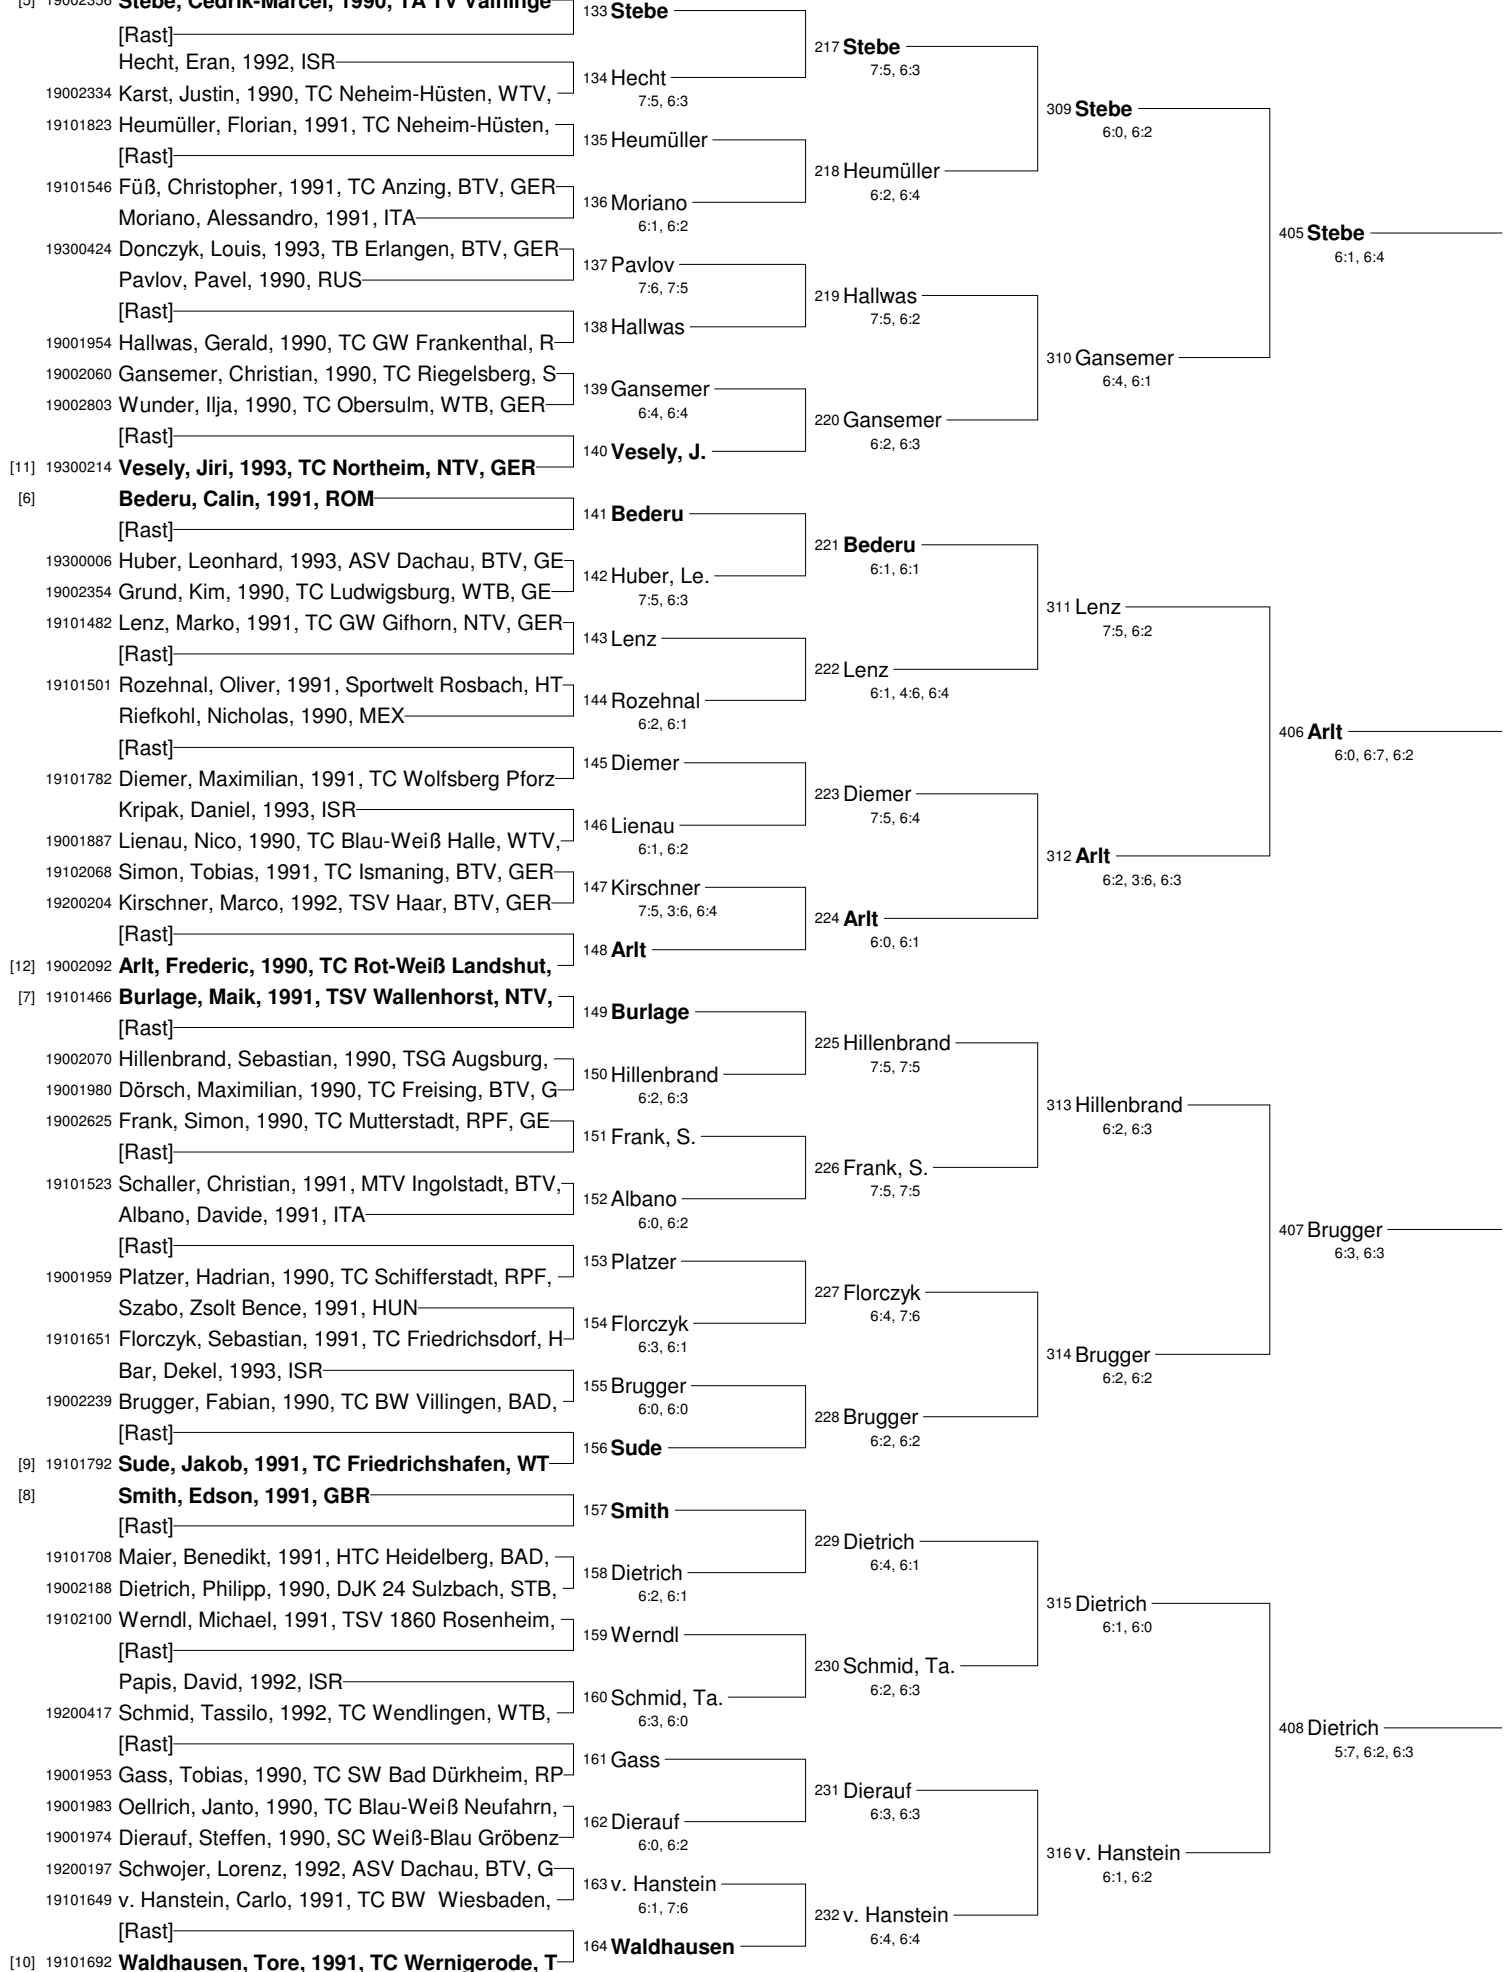 [5] 19002356 Stebe, Cedrik-Marcel, 1990, TA TV Vaihinge
[Rast]
Hecht, Eran, 1992, ISR
19002334 Karst, Justin, 1990, TC Neheim-Hüsten, WTV,
19101823 Heumüller, Florian, 1991, TC Neheim-Hüsten,
[Rast]
19101546 Füß, Christopher, 1991, TC Anzing, BTV, GER
Moriano, Alessandro, 1991, ITA
19300424 Donczyk, Louis, 1993, TB Erlangen, BTV, GER
Pavlov, Pavel, 1990, RUS
[Rast]
19001954 Hallwas, Gerald, 1990, TC GW Frankenthal, R
19002060 Gansemer, Christian, 1990, TC Riegelsberg, S
19002803 Wunder, Ilja, 1990, TC Obersulm, WTB, GER
[Rast]
[11] 19300214 Vesely, Jiri, 1993, TC Northeim, NTV, GER
[6] Bederu, Calin, 1991, ROM
[Rast]
19300006 Huber, Leonhard, 1993, ASV Dachau, BTV, GE
19002354 Grund, Kim, 1990, TC Ludwigsburg, WTB, GE
19101482 Lenz, Marko, 1991, TC GW Gifhorn, NTV, GER
[Rast]
19101501 Rozehnal, Oliver, 1991, Sportwelt Rosbach, HT
Riefkohl, Nicholas, 1990, MEX
[Rast]
19101782 Diemer, Maximilian, 1991, TC Wolfsberg Pforz
Kripak, Daniel, 1993, ISR
19001887 Lienau, Nico, 1990, TC Blau-Weiß Halle, WTV,
19102068 Simon, Tobias, 1991, TC Ismaning, BTV, GER
19200204 Kirschner, Marco, 1992, TSV Haar, BTV, GER
[Rast]
[12] 19002092 Arlt, Frederic, 1990, TC Rot-Weiß Landshut,
[7] 19101466 Burlage, Maik, 1991, TSV Wallenhorst, NTV,
[Rast]
19002070 Hillenbrand, Sebastian, 1990, TSG Augsburg,
19001980 Dörsch, Maximilian, 1990, TC Freising, BTV, G
19002625 Frank, Simon, 1990, TC Mutterstadt, RPF, GE
[Rast]
19101523 Schaller, Christian, 1991, MTV Ingolstadt, BTV,
Albano, Davide, 1991, ITA
[Rast]
19001959 Platzer, Hadrian, 1990, TC Schifferstadt, RPF,
Szabo, Zsolt Bence, 1991, HUN
19101651 Florczyk, Sebastian, 1991, TC Friedrichsdorf, H
Bar, Dekel, 1993, ISR
19002239 Brugger, Fabian, 1990, TC BW Villingen, BAD,
[Rast]
[9] 19101792 Sude, Jakob, 1991, TC Friedrichshafen, WT
[8] Smith, Edson, 1991, GBR
[Rast]
19101708 Maier, Benedikt, 1991, HTC Heidelberg, BAD,
19002188 Dietrich, Philipp, 1990, DJK 24 Sulzbach, STB,
19102100 Werndl, Michael, 1991, TSV 1860 Rosenheim,
[Rast]
Papis, David, 1992, ISR
19200417 Schmid, Tassilo, 1992, TC Wendlingen, WTB,
[Rast]
19001953 Gass, Tobias, 1990, TC SW Bad Dürkheim, RP
19001983 Oellrich, Janto, 1990, TC Blau-Weiß Neufahrn,
19001974 Dierauf, Steffen, 1990, SC Weiß-Blau Gröbenz
19200197 Schwojer, Lorenz, 1992, ASV Dachau, BTV, G
19101649 v. Hanstein, Carlo, 1991, TC BW Wiesbaden,
[Rast]
[10] 19101692 Waldhausen, Tore, 1991, TC Wernigerode, T
133 Stebe
134 Hecht
7:5, 6:3
135 Heumüller
136 Moriano
6:1, 6:2
137 Pavlov
7:6, 7:5
138 Hallwas
139 Gansemer
6:4, 6:4
140 Vesely, J.
141 Bederu
142 Huber, Le.
7:5, 6:3
143 Lenz
144 Rozehnal
6:2, 6:1
145 Diemer
146 Lienau
6:1, 6:2
147 Kirschner
7:5, 3:6, 6:4
148 Arlt
149 Burlage
150 Hillenbrand
6:2, 6:3
151 Frank, S.
152 Albano
6:0, 6:2
153 Platzer
154 Florczyk
6:3, 6:1
155 Brugger
6:0, 6:0
156 Sude
157 Smith
158 Dietrich
6:2, 6:1
159 Werndl
160 Schmid, Ta.
6:3, 6:0
161 Gass
162 Dierauf
6:0, 6:2
163 v. Hanstein
6:1, 7:6
164 Waldhausen
217 Stebe
7:5, 6:3
218 Heumüller
6:2, 6:4
219 Hallwas
7:5, 6:2
220 Gansemer
6:2, 6:3
221 Bederu
6:1, 6:1
222 Lenz
6:1, 4:6, 6:4
223 Diemer
7:5, 6:4
224 Arlt
6:0, 6:1
225 Hillenbrand
7:5, 7:5
226 Frank, S.
7:5, 7:5
227 Florczyk
6:4, 7:6
228 Brugger
6:2, 6:2
229 Dietrich
6:4, 6:1
230 Schmid, Ta.
6:2, 6:3
231 Dierauf
6:3, 6:3
232 v. Hanstein
6:4, 6:4
309 Stebe
6:0, 6:2
310 Gansemer
6:4, 6:1
311 Lenz
7:5, 6:2
312 Arlt
6:2, 3:6, 6:3
313 Hillenbrand
6:2, 6:3
314 Brugger
6:2, 6:2
315 Dietrich
6:1, 6:0
316 v. Hanstein
6:1, 6:2
405 Stebe
6:1, 6:4
406 Arlt
6:0, 6:7, 6:2
407 Brugger
6:3, 6:3
408 Dietrich
5:7, 6:2, 6:3